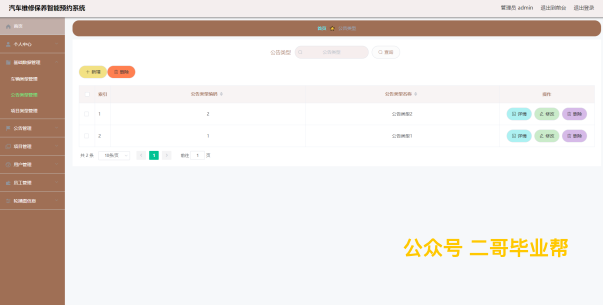 汽车维修保养智能预约系统
管理员 admin 退出到前台 退出登录
首页
个人中心
基础数据管理
车辆类型管理
公告类型管理
项目类型管理
公告管理
项目管理
用户管理
员工管理
轮播图信息
首页 公告类型
公告类型 公告类型 查询
+ 新增 删除
索引 公告类型编码 公告类型名称 操作
1 2 公告类型2 详情 修改 删除
2 1 公告类型1 详情 修改 删除
共 2 条 10条/页 1 前往 1 页
公众号 二哥毕业帮